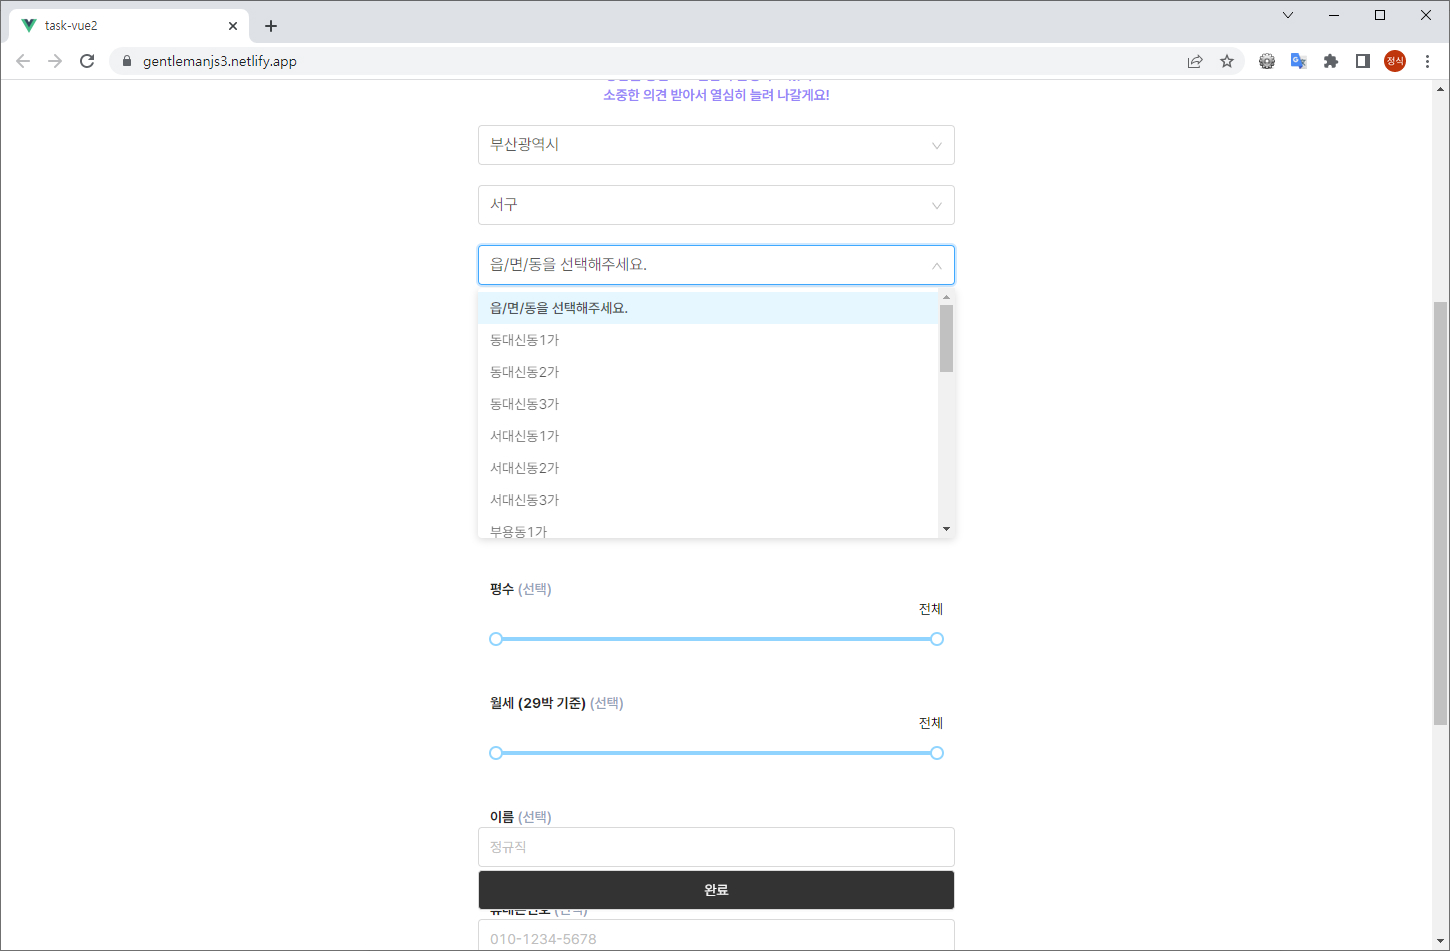 task-vue2
gentlemanjs3.netlify.app
정식
소중한 의견 받아서 열심히 늘려 나갈게요!
부산광역시
서구
읍/면/동을 선택해주세요.
읍/면/동을 선택해주세요.
동대신동1가
동대신동2가
동대신동3가
서대신동1가
서대신동2가
서대신동3가
부용동1가
평수 (선택)
전체
월세 (29박 기준) (선택)
전체
이름 (선택)
정규직
완료
휴대폰번호 (선택)
010-1234-5678